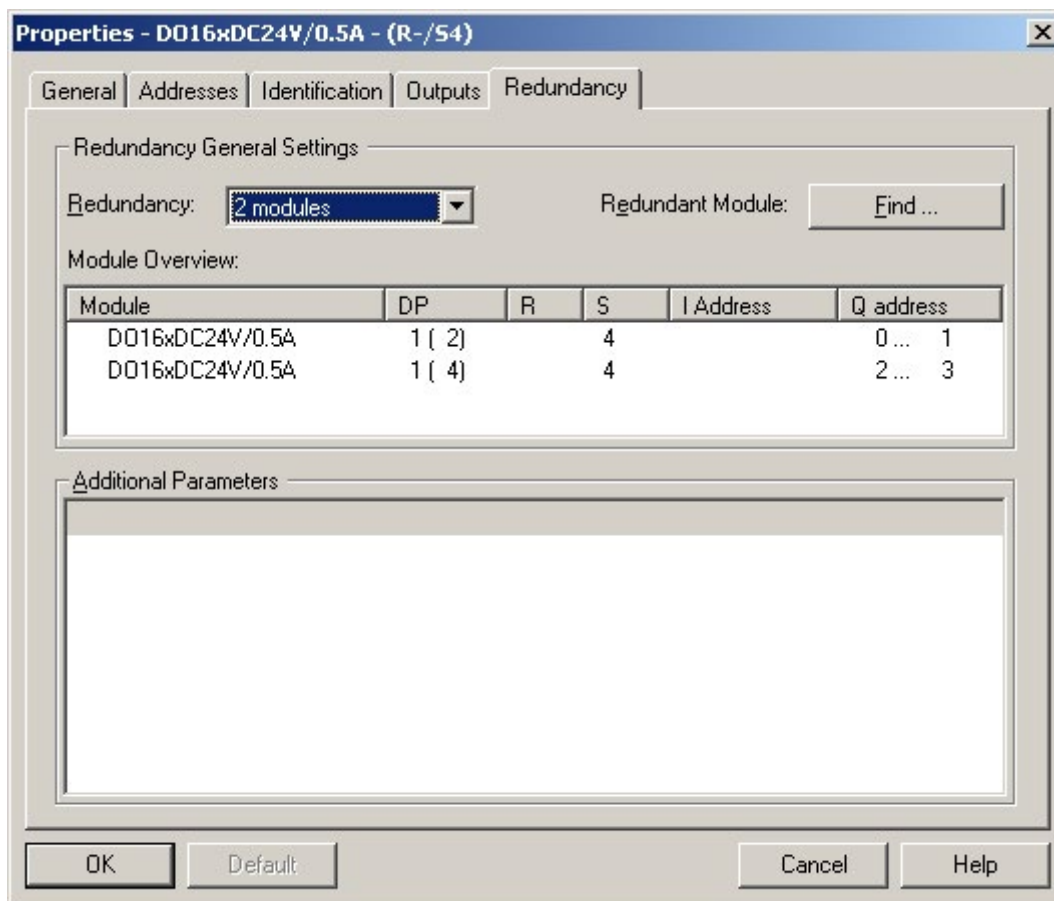 Properties - DO16xDC24V/0.5A - (R-/S4)
General Addresses Identification Outputs Redundancy
Redundancy General Settings
Redundancy: 2 modules Redundant Module: Find ...
Module Overview:
Module DP R S I Address Q address
DO16xDC24V/0.5A 1 ( 2) 4 0 ... 1
DO16xDC24V/0.5A 1 ( 4) 4 2 ... 3
Additional Parameters
OK Default Cancel Help